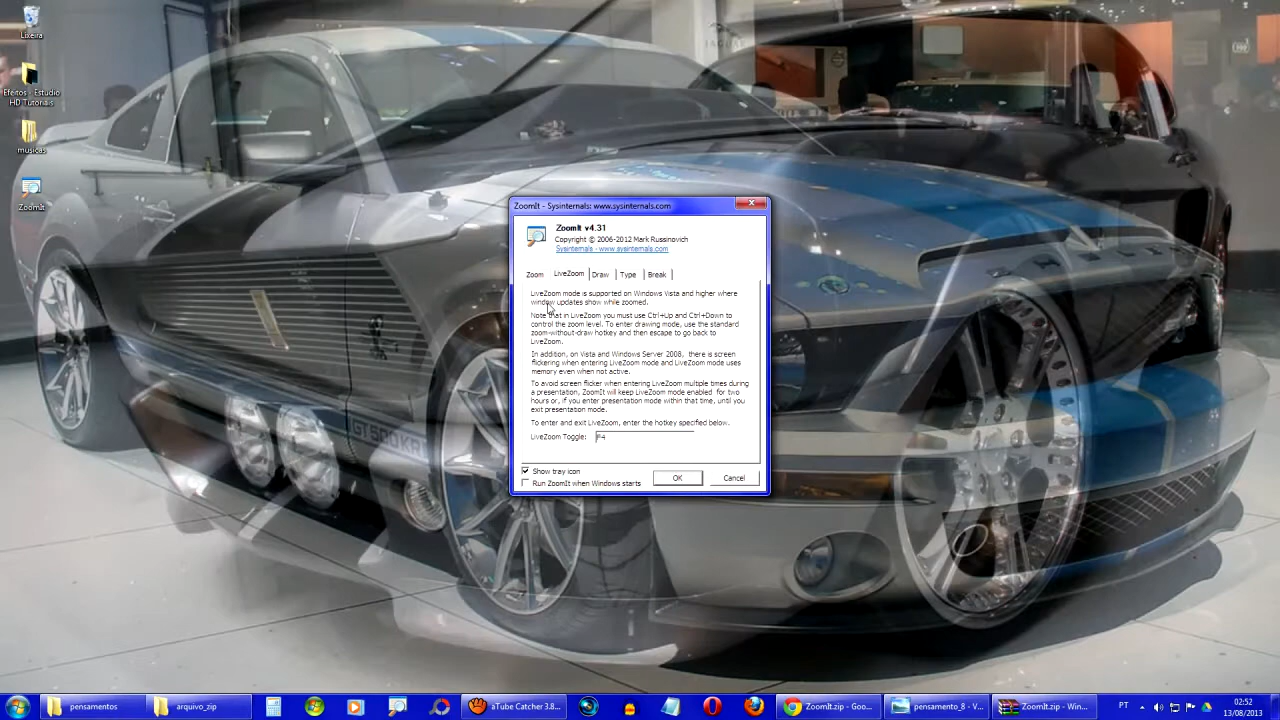 Lixeira
Efeitos - Estudio
HD Tutoriais
musicas
ZoomIt
JAGUAR
GT500KR
ZoomIt - Sysinternals: www.sysinternals.com
ZoomIt v4.31
Copyright © 2006-2012 Mark Russinovich
Sysinternals - www.sysinternals.com
Zoom LiveZoom Draw Type Break
LiveZoom mode is supported on Windows Vista and higher where
window updates show while zoomed.
Note that in LiveZoom you must use Ctrl+Up and Ctrl+Down to
control the zoom level. To enter drawing mode, use the standard
zoom-without draw hotkey and then escape to go back to
LiveZoom.
In addition, on Vista and Windows Server 2008, there is screen
flickering when entering LiveZoom mode and LiveZoom mode uses
memory even when not active.
To avoid screen flicker when entering LiveZoom multiple times during
a presentation, ZoomIt will keep LiveZoom mode enabled for two
hours or, if you enter presentation mode within that time, until you
exit presentation mode.
To enter and exit LiveZoom, enter the hotkey specified below.
LiveZoom Toggle: F4
Show tray icon
Run ZoomIt when Windows starts
OK Cancel
pensamentos
arquivo_zip
aTube Catcher 3.8...
ZoomIt.zip - Goo...
pensamento_8 - V...
ZoomIt.zip - Win...
PT
02:52
13/08/2013